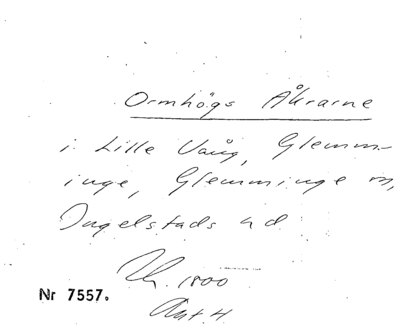 Ormhögs Åkrarne
i Lille Vång, Glemm-
inge, Glemminge sn,
Ingelstads hd
1800
Nr 7557.